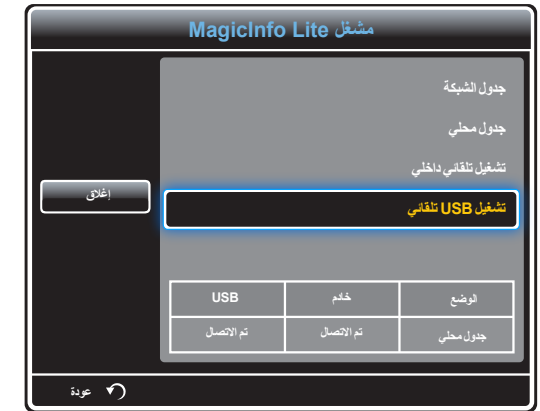 مشغل MagicInfo Lite
جدول الشبكة
جدول محلي
تشغيل تلقائي داخلي
تشغيل USB تلقائي
إغلاق
الوضع خادم USB
جدول محلي تم الاتصال تم الاتصال
عودة